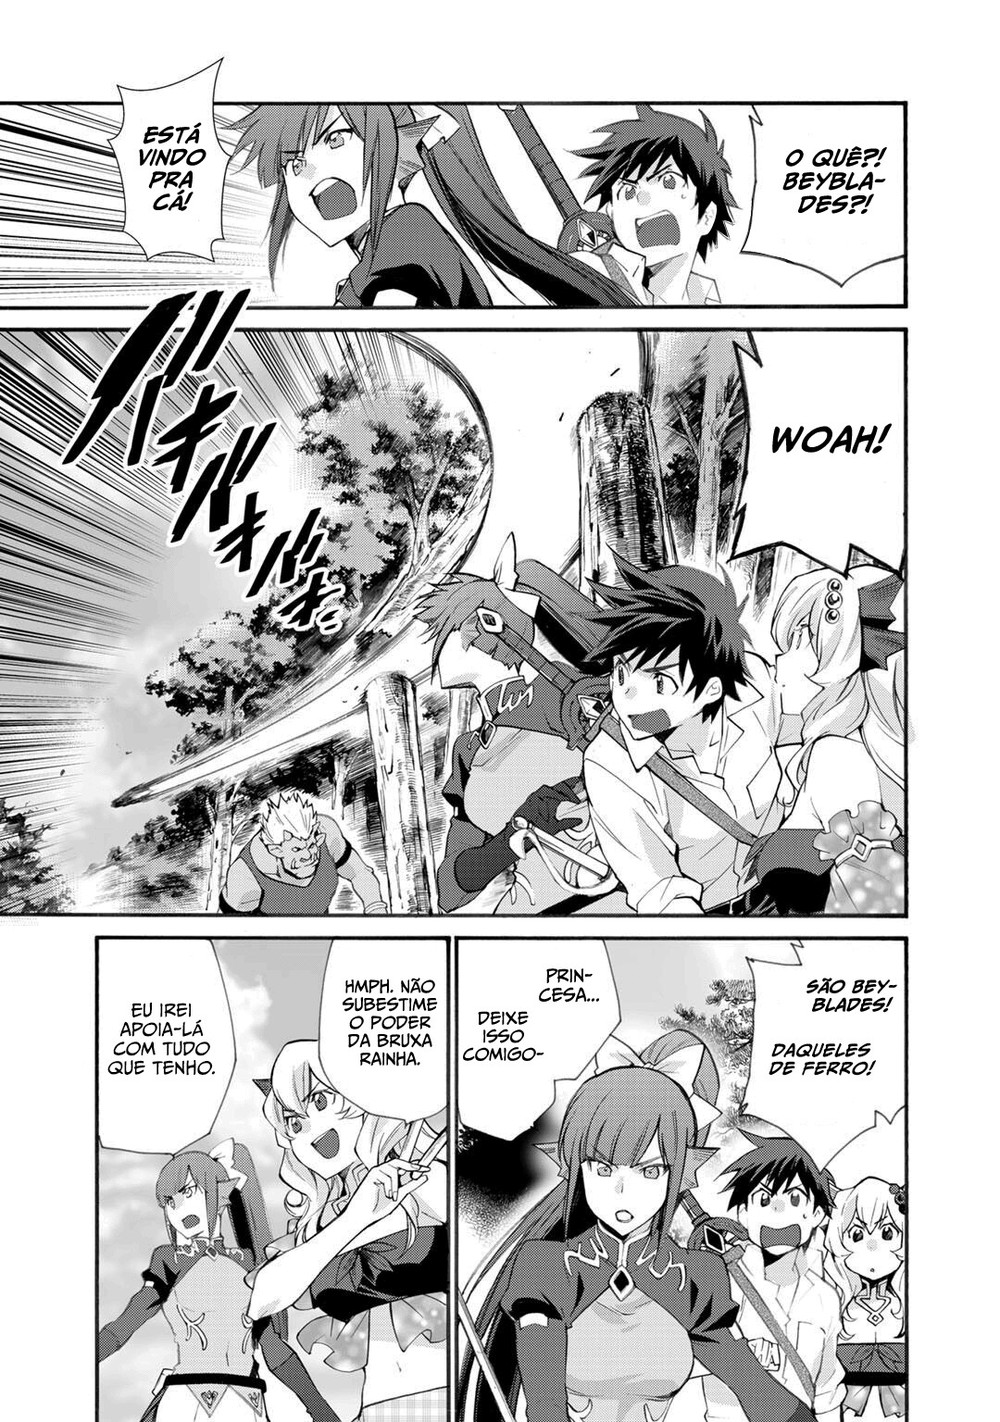 O QUÊ?!
BEYBLA-
DES?!
ESTÁ
VINDO
PRA
CÁ!
WOAH!
SÃO BEY-
BLADES!
DAQUELES
DE FERRO!
PRIN-
CESA...
DEIXE
ISSO
COMIGO-
HMPH. NÃO
SUBESTIME
O PODER
DA BRUXA
RAINHA.
EU IREI
APOIA-LÁ
COM TUDO
QUE TENHO.